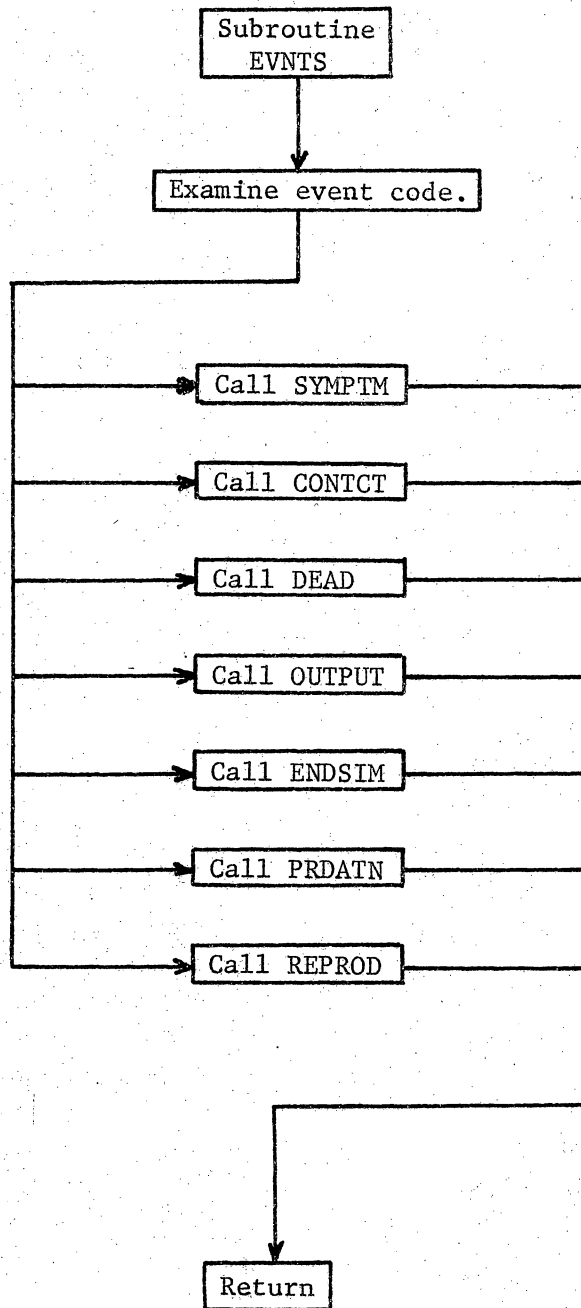 Subroutine
EVNTS
Examine event code.
Call SYMPTM
Call CONTCT
Call DEAD
Call OUTPUT
Call ENDSIM
Call PRDATN
Call REPROD
Return